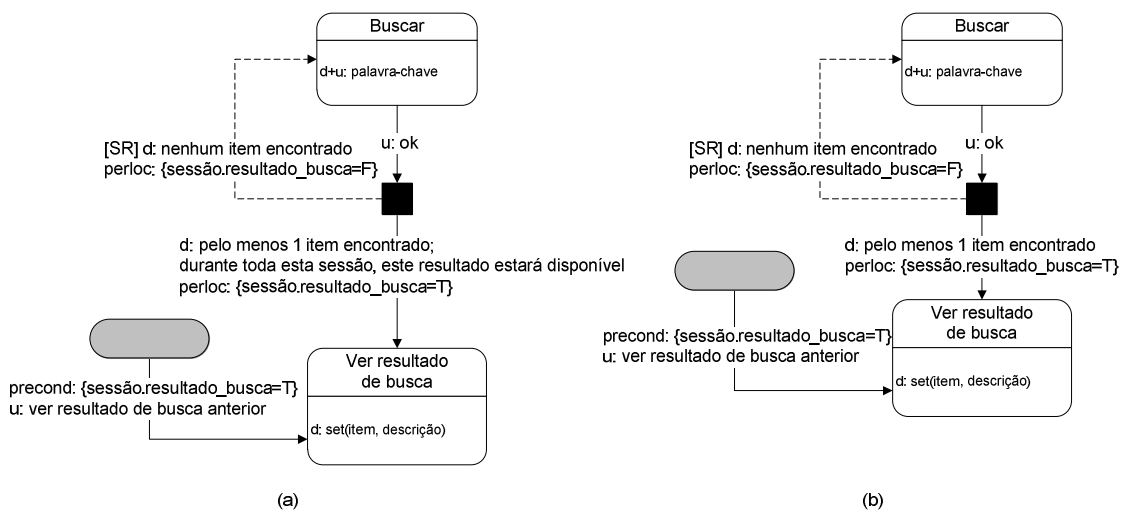 Buscar
d+u: palavra-chave
u: ok
[SR] d: nenhum item encontrado
perloc: {sessão.resultado_busca=F}
d: pelo menos 1 item encontrado;
durante toda esta sessão, este resultado estará disponível
perloc: {sessão.resultado_busca=T}
precond: {sessão.resultado_busca=T}
u: ver resultado de busca anterior
Ver resultado
de busca
d: set(item, descrição)
(a)
Buscar
d+u: palavra-chave
u: ok
[SR] d: nenhum item encontrado
perloc: {sessão.resultado_busca=F}
d: pelo menos 1 item encontrado
perloc: {sessão.resultado_busca=T}
precond: {sessão.resultado_busca=T}
u: ver resultado de busca anterior
Ver resultado
de busca
d: set(item, descrição)
(b)